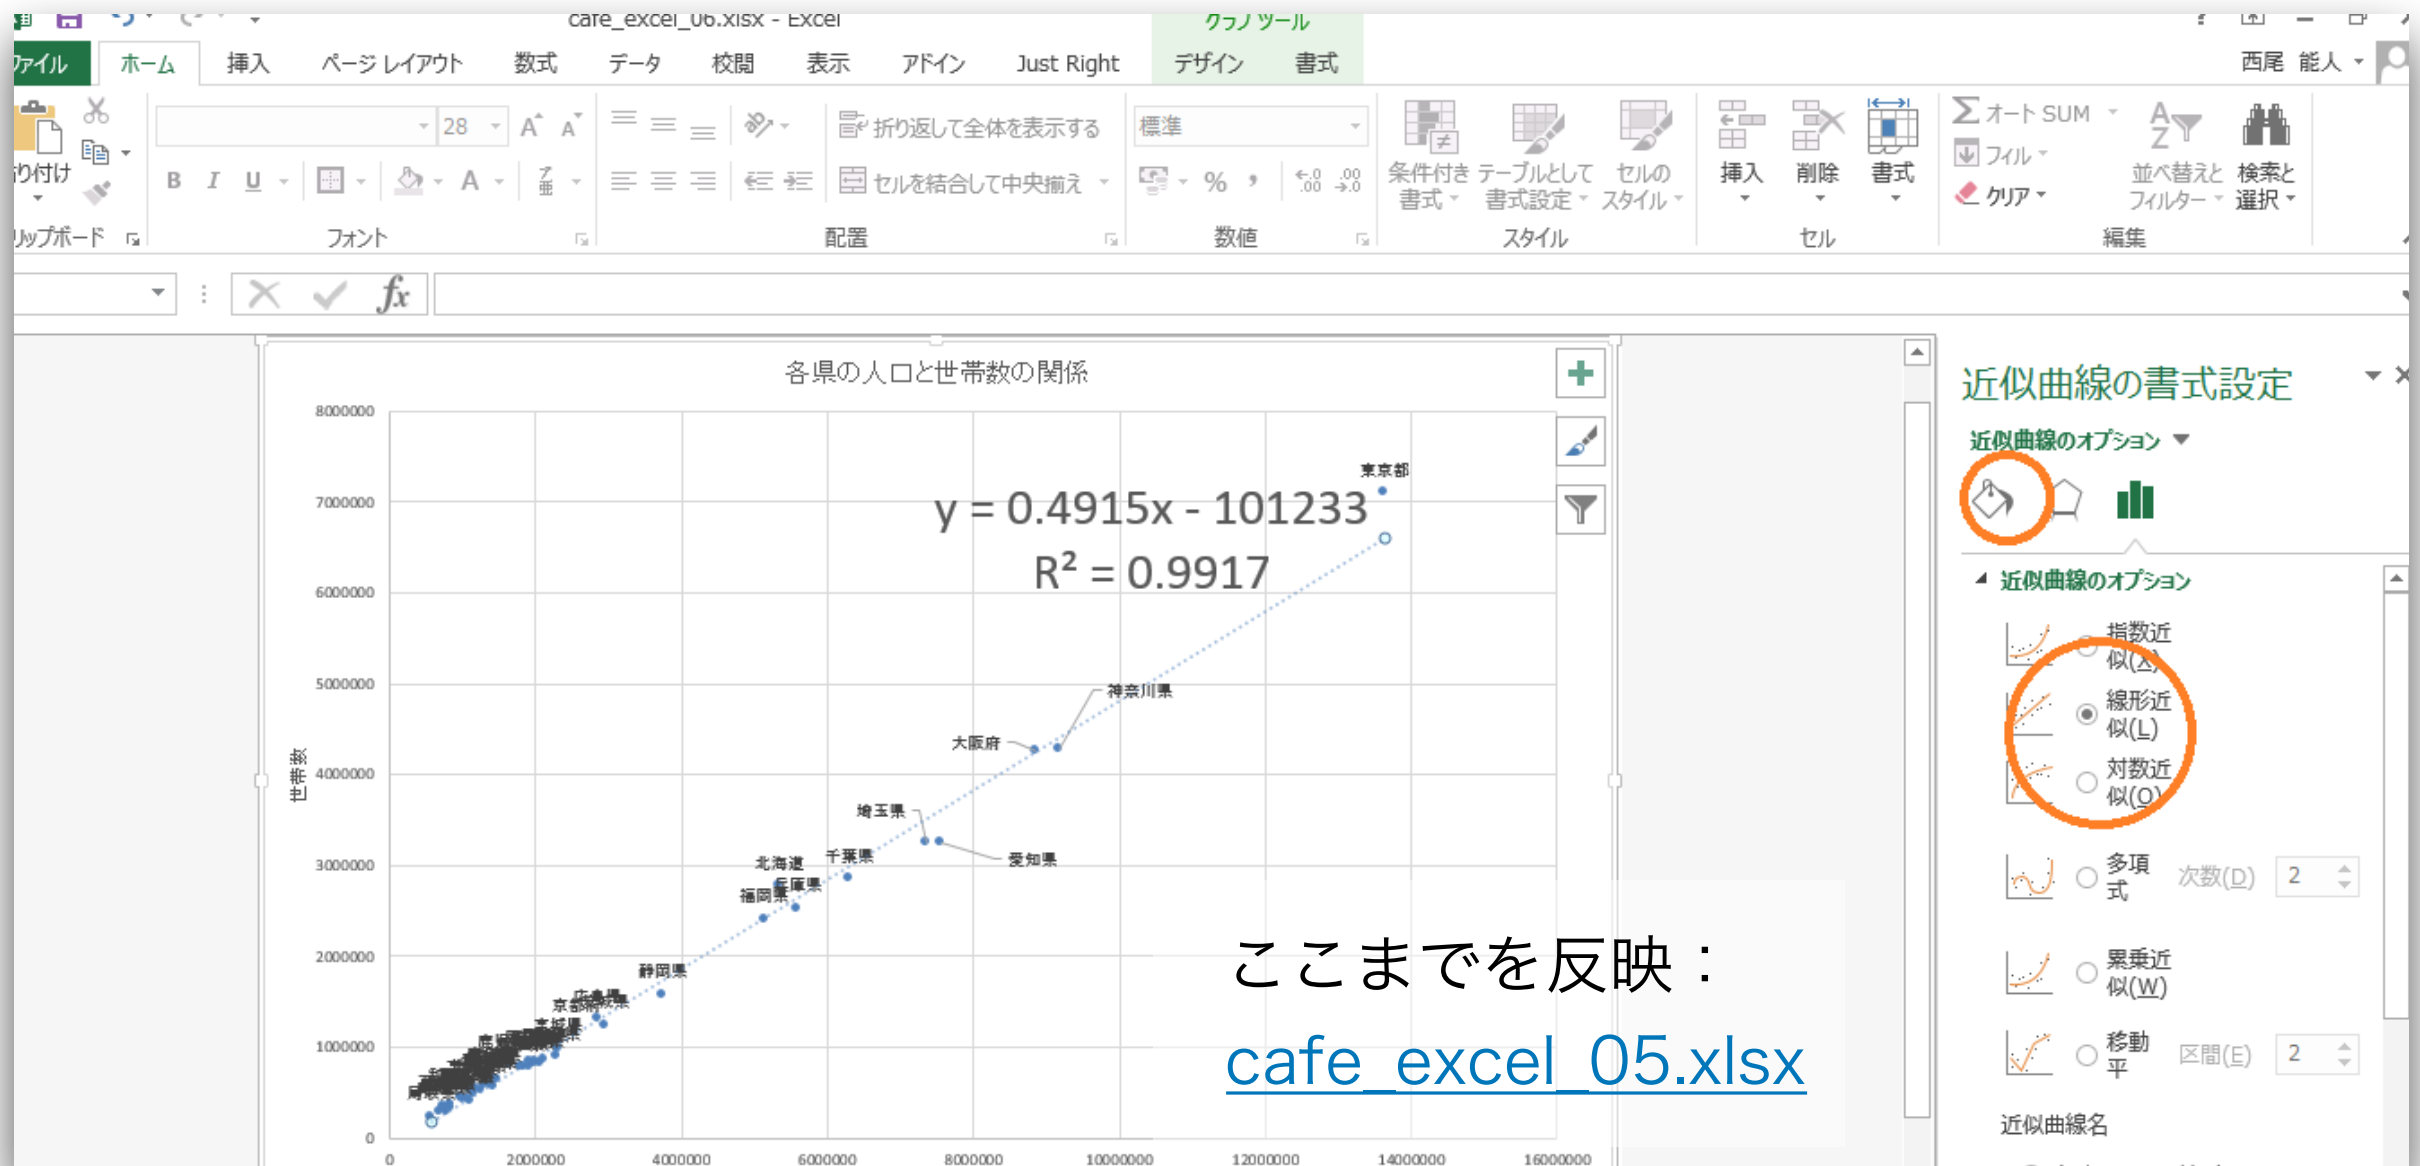 cafe_excel_06.xlsx - Excel
グラフ ツール
ファイル ホーム 挿入 ページ レイアウト 数式 データ 校閲 表示 アドイン Just Right デザイン 書式
西尾 能人
28
折り返して全体を表示する
標準
オート SUM
フィル
クリア
B I U
セルを結合して中央揃え
条件付き
書式
テーブルとして
書式設定
セルの
スタイル
挿入 削除 書式
並べ替えと
フィルター
検索と
選択
フォント 配置 数値 スタイル セル 編集
fx
各県の人口と世帯数の関係
8000000
7000000
6000000
5000000
4000000
3000000
2000000
1000000
0
世帯数
y = 0.4915x - 101233
R² = 0.9917
東京都
神奈川県
大阪府
埼玉県
愛知県
千葉県
北海道
兵庫県
福岡県
静岡県
0 2000000 4000000 6000000 8000000 10000000 12000000 14000000 16000000
ここまでを反映：
cafe_excel_05.xlsx
近似曲線の書式設定
近似曲線のオプション
近似曲線のオプション
指数近
似(X)
線形近
似(L)
対数近
似(O)
多項
式
次数(D) 2
累乗近
似(W)
移動
平
区間(E) 2
近似曲線名